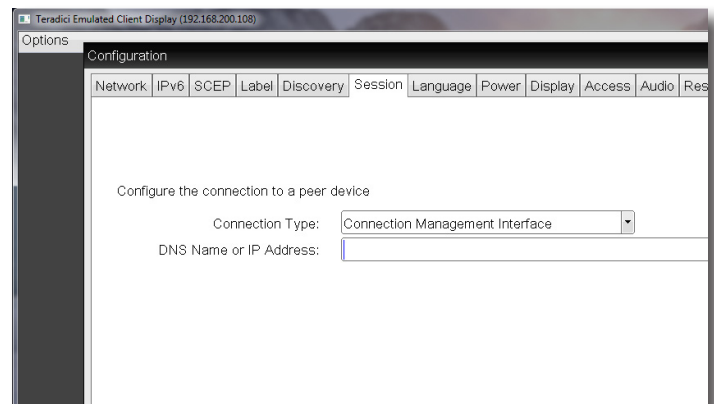 Teradici Emulated Client Display (192.168.200.108)
Options
Configuration
Network IPv6 SCEP Label Discovery Session Language Power Display Access Audio Res
Configure the connection to a peer device
Connection Type: Connection Management Interface
DNS Name or IP Address: